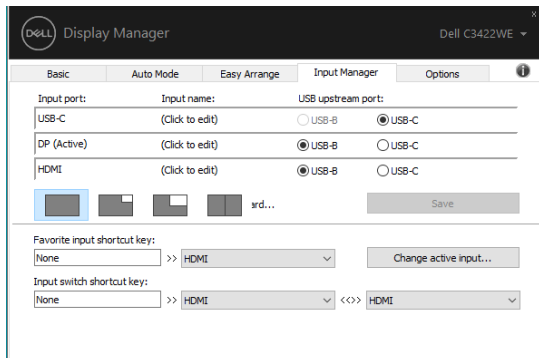 DELL Display Manager Dell C3422WE
x
Basic Auto Mode Easy Arrange Input Manager Options i
Input port: Input name: USB upstream port:
USB-C (Click to edit) USB-B USB-C
DP (Active) (Click to edit) USB-B USB-C
HDMI (Click to edit) USB-B USB-C
ard... Save
Favorite input shortcut key:
None >> HDMI Change active input...
Input switch shortcut key:
None >> HDMI <<>> HDMI